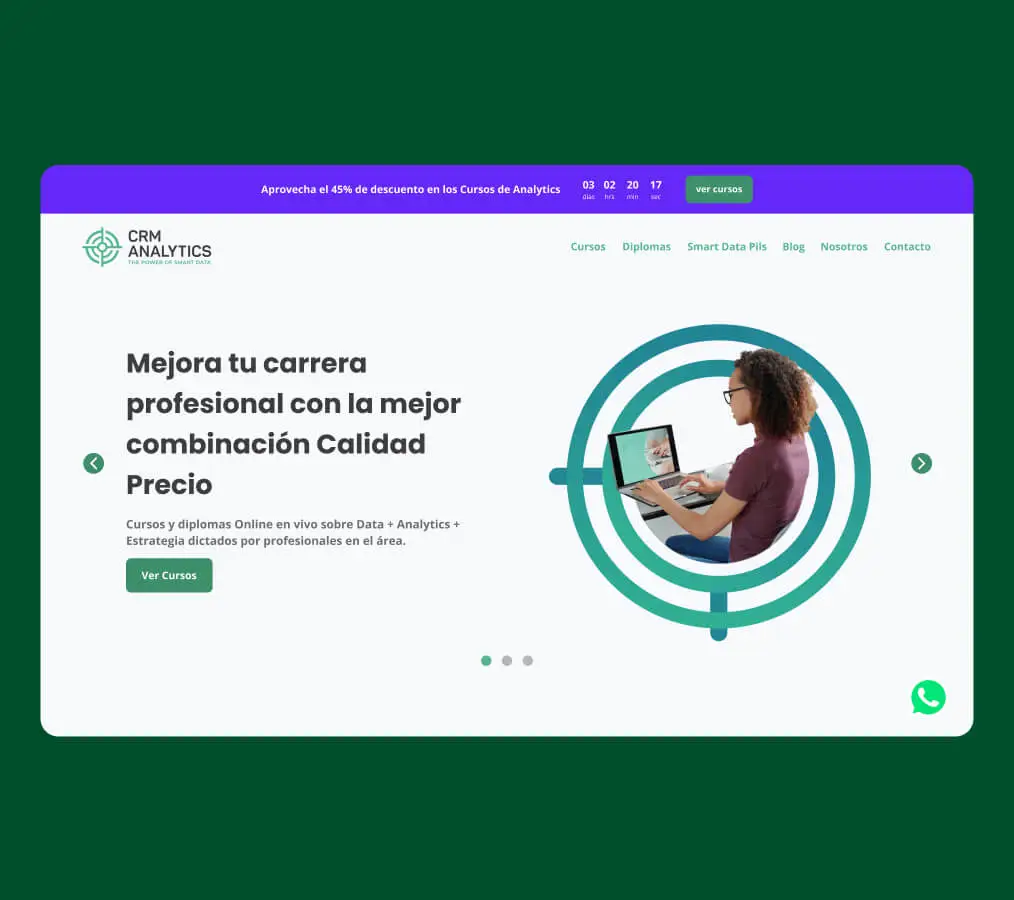 Aprovecha el 45% de descuento en los Cursos de Analytics
03 02 20 17
días hrs min sec
ver cursos
CRM
ANALYTICS
THE POWER OF SMART DATA
Cursos Diplomas Smart Data Pils Blog Nosotros Contacto
Mejora tu carrera
profesional con la mejor
combinación Calidad
Precio
Cursos y diplomas Online en vivo sobre Data + Analytics +
Estrategia dictados por profesionales en el área.
Ver Cursos